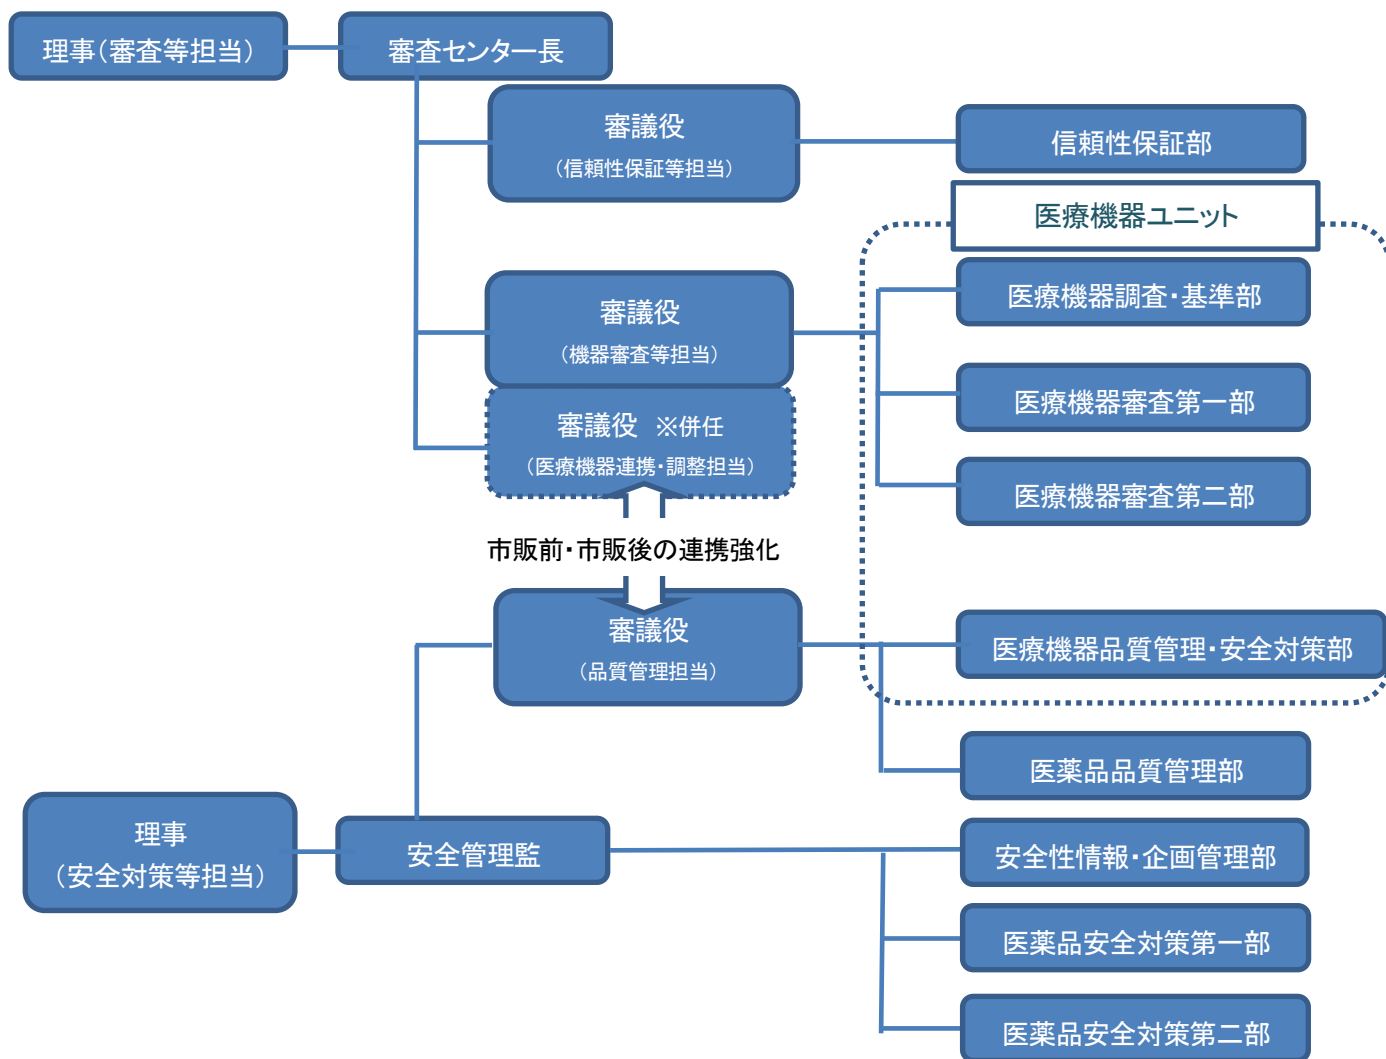 理事（審査等担当）
審査センター長
審議役
（信頼性保証等担当）
信頼性保証部
医療機器ユニット
審議役
（機器審査等担当）
医療機器調査・基準部
医療機器審査第一部
審議役 ※併任
（医療機器連携・調整担当）
医療機器審査第二部
市販前・市販後の連携強化
審議役
（品質管理担当）
医療機器品質管理・安全対策部
医薬品品質管理部
理事
（安全対策等担当）
安全管理監
安全性情報・企画管理部
医薬品安全対策第一部
医薬品安全対策第二部